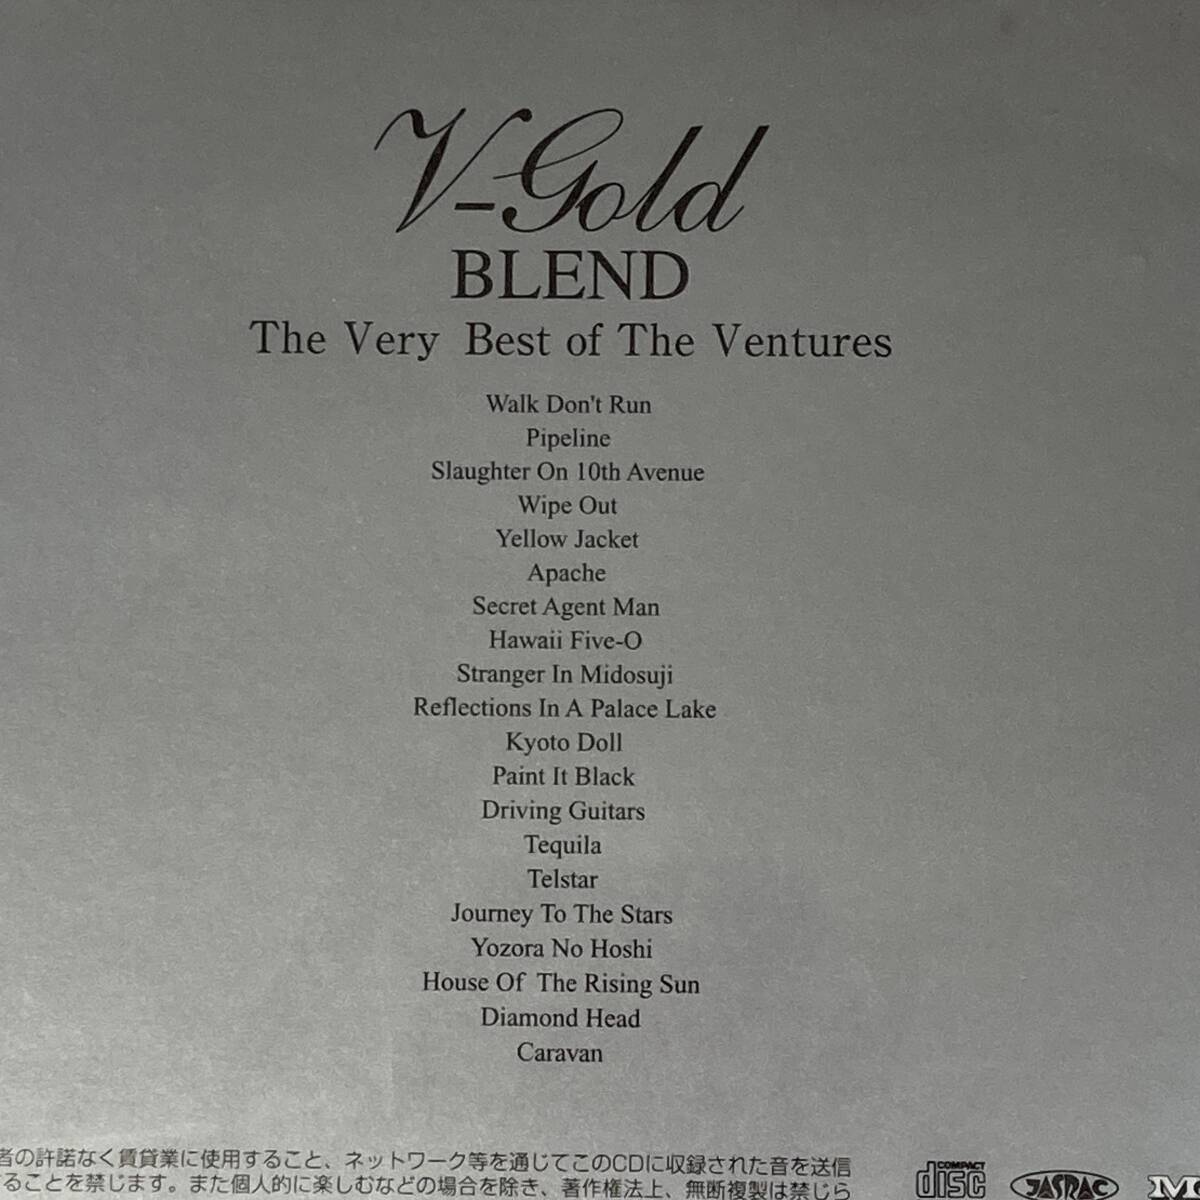 V-Gold
BLEND
The Very Best of The Ventures
Walk Don't Run
Pipeline
Slaughter On 10th Avenue
Wipe Out
Yellow Jacket
Apache
Secret Agent Man
Hawaii Five-O
Stranger In Midosuji
Reflections In A Palace Lake
Kyoto Doll
Paint It Black
Driving Guitars
Tequila
Telstar
Journey To The Stars
Yozora No Hoshi
House Of The Rising Sun
Diamond Head
Caravan
者の許諾なく賃貸業に使用すること、ネットワーク等を通じてこのCDに収録された音を送信
することを禁じます。また個人的に楽しむなどの場合を除き、著作権法上、無断複製は禁じら
COMPACT
disc
JASRAC